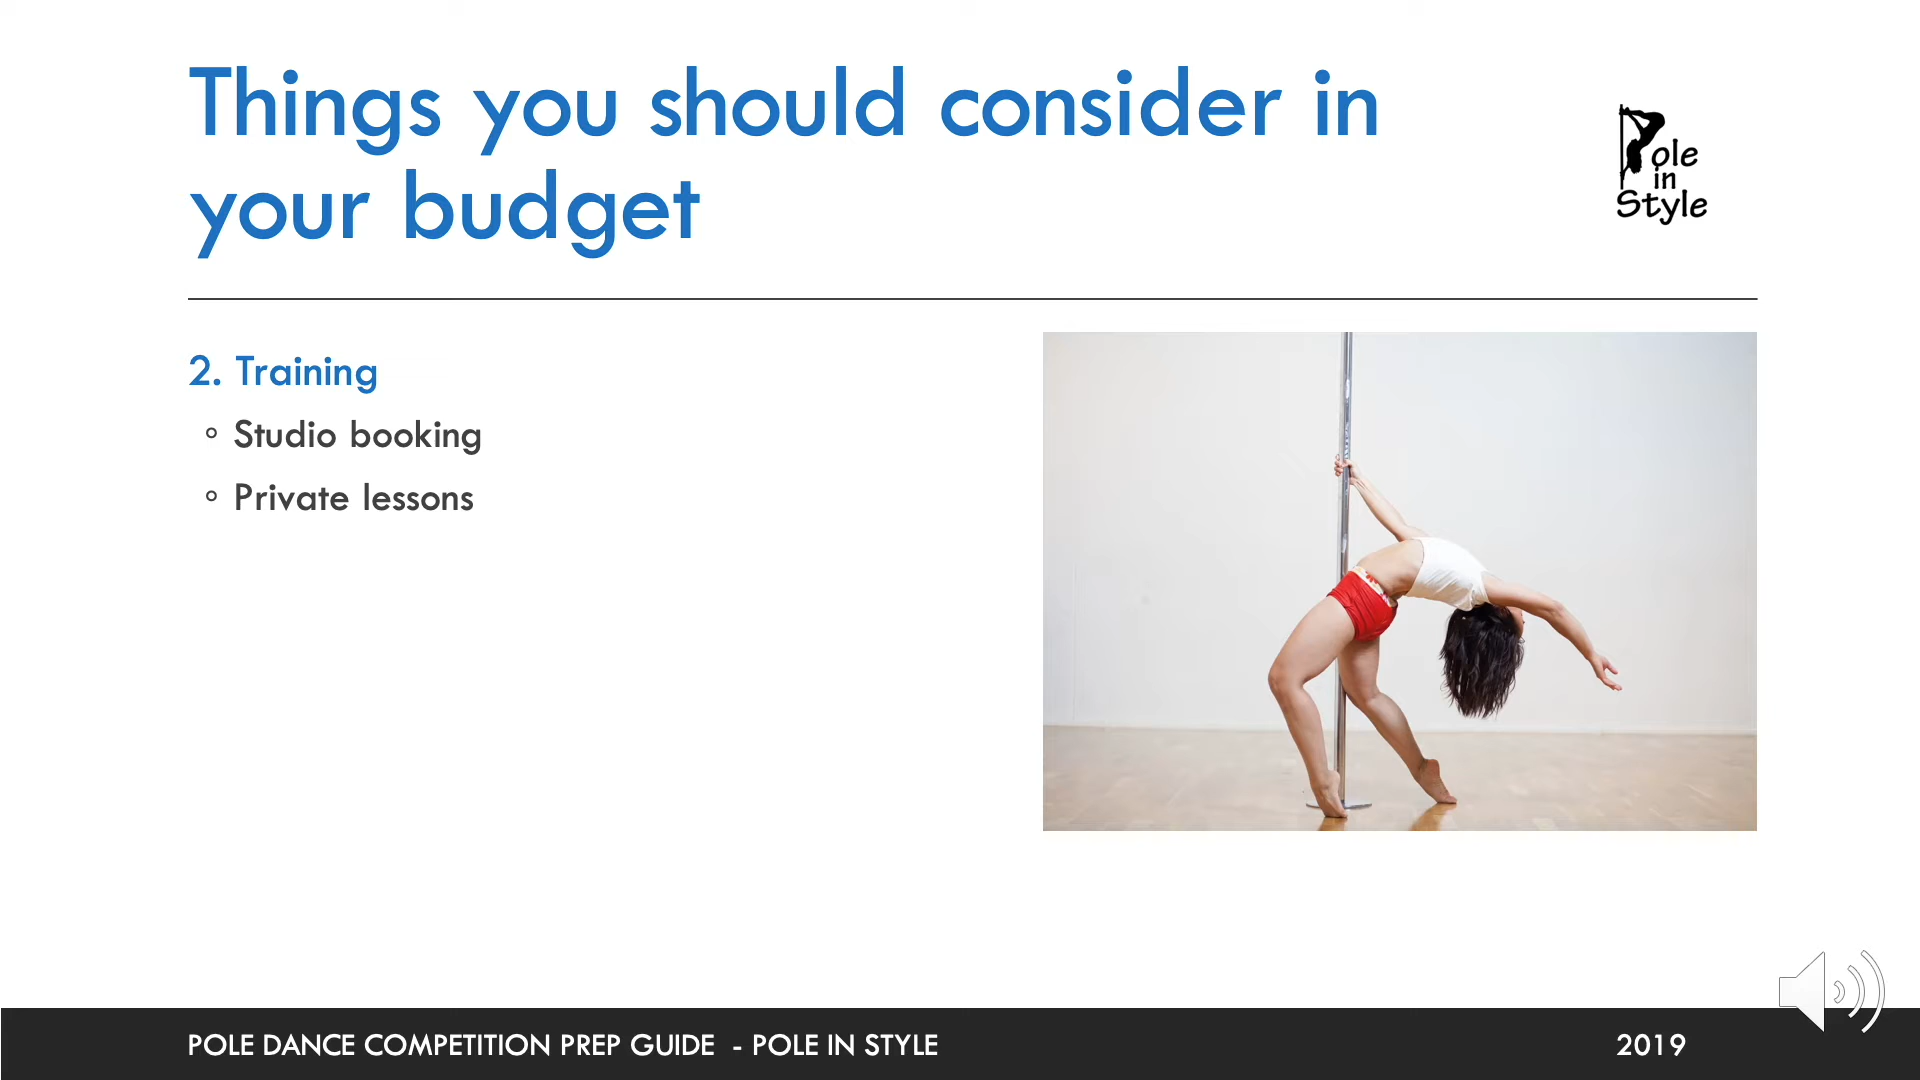 Things you should consider in
your budget
Pole
in
Style
2. Training
Studio booking
Private lessons
POLE DANCE COMPETITION PREP GUIDE - POLE IN STYLE
2019